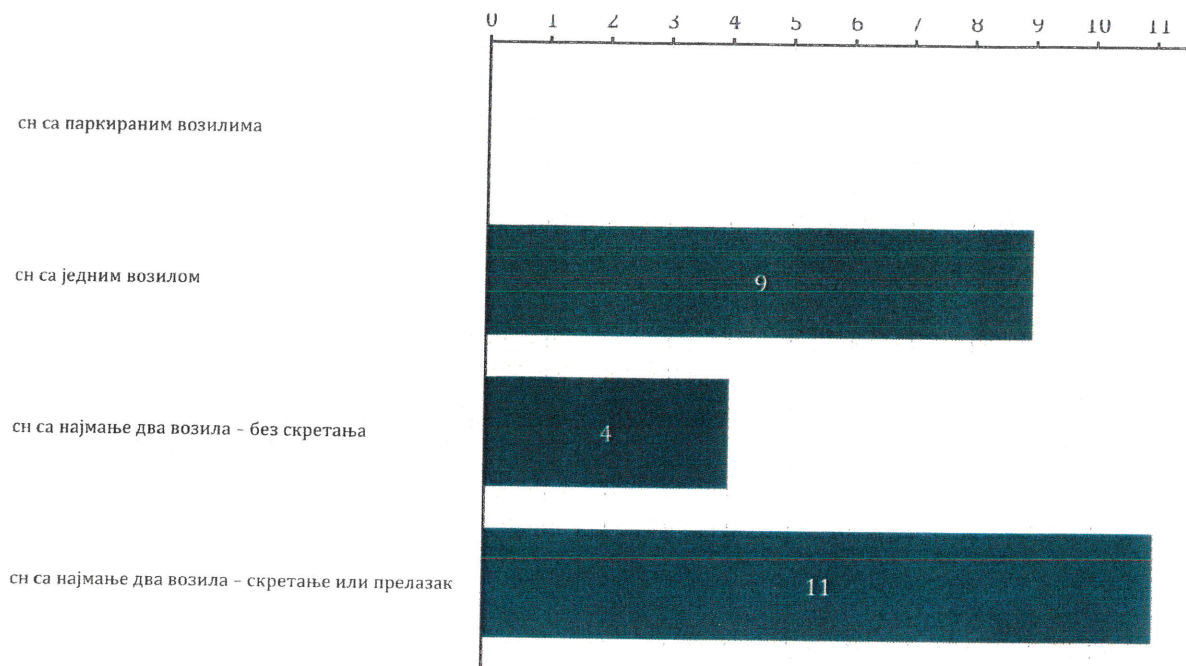 0 1 2 3 4 5 6 7 8 9 10 11
сн са паркираним возилима
сн са једним возилом
9
сн са најмање два возила – без скретања
4
сн са најмање два возила – скретање или прелазак
11